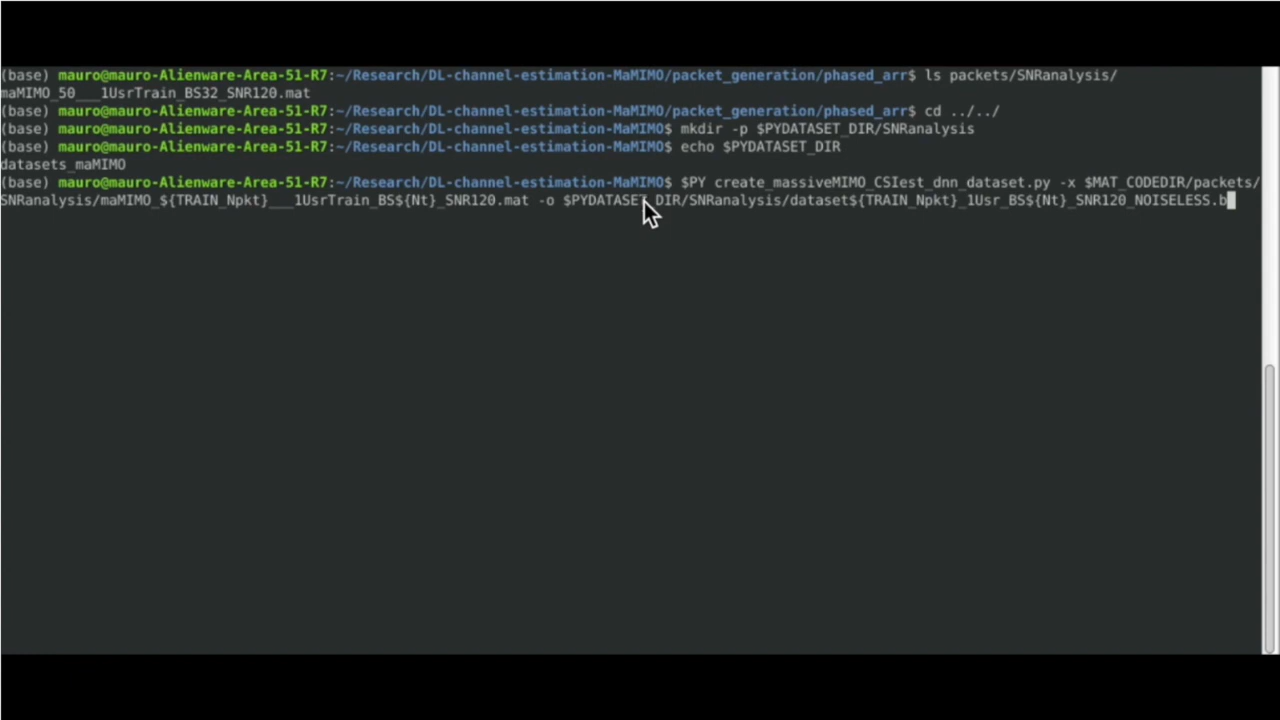 (base) mauro@mauro-Alienware-Area-51-R7:~/Research/DL-channel-estimation-MaMIMO/packet_generation/phased_arr$ ls packets/SNRanalysis/
maMIMO_50___1UsrTrain_BS32_SNR120.mat
(base) mauro@mauro-Alienware-Area-51-R7:~/Research/DL-channel-estimation-MaMIMO/packet_generation/phased_arr$ cd ../../
(base) mauro@mauro-Alienware-Area-51-R7:~/Research/DL-channel-estimation-MaMIMO$ mkdir -p $PYDATASET_DIR/SNRanalysis
(base) mauro@mauro-Alienware-Area-51-R7:~/Research/DL-channel-estimation-MaMIMO$ echo $PYDATASET_DIR
datasets_maMIMO
(base) mauro@mauro-Alienware-Area-51-R7:~/Research/DL-channel-estimation-MaMIMO$ $PY create_massiveMIMO_CSIest_dnn_dataset.py -x $MAT_CODEDIR/packets/
SNRanalysis/maMIMO_${TRAIN_Npkt}___1UsrTrain_BS${Nt}_SNR120.mat -o $PYDATASET_DIR/SNRanalysis/dataset${TRAIN_Npkt}_1Usr_BS${Nt}_SNR120_NOISELESS.b